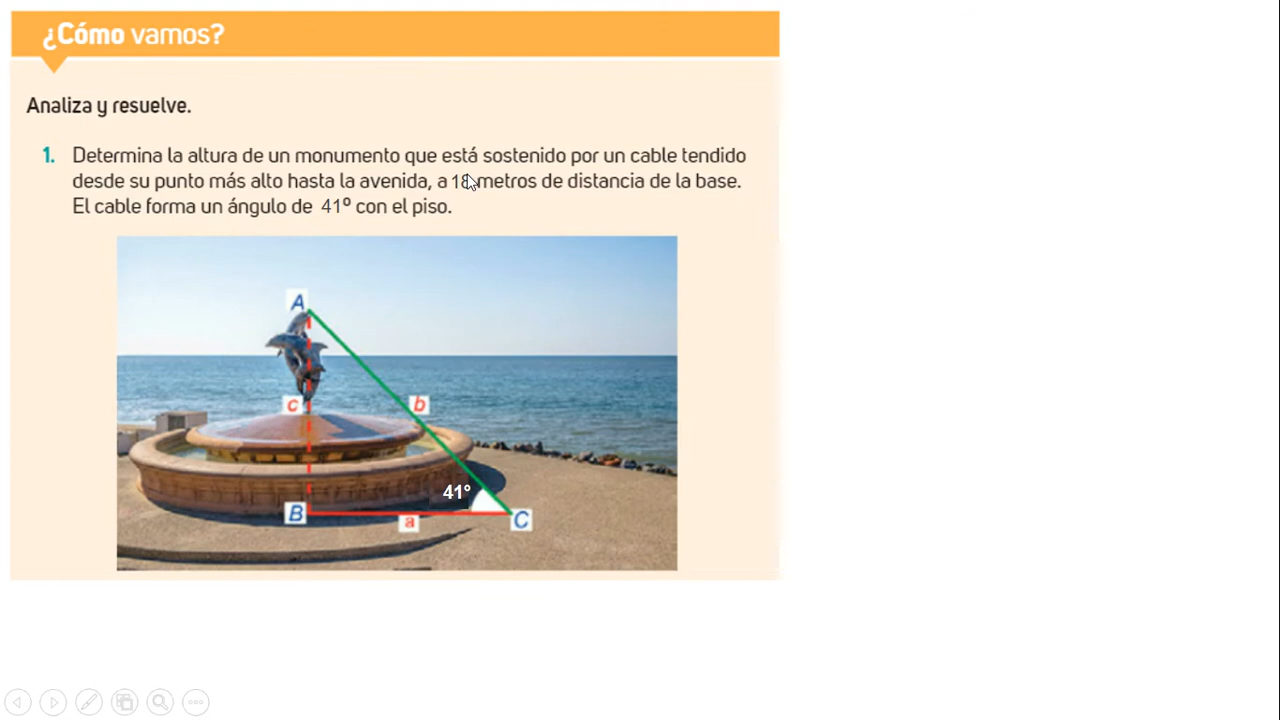 ¿Cómo vamos?
Analiza y resuelve.
1. Determina la altura de un monumento que está sostenido por un cable tendido
desde su punto más alto hasta la avenida, a 18 metros de distancia de la base.
El cable forma un ángulo de 41° con el piso.
A
c
b
41°
B
a
C